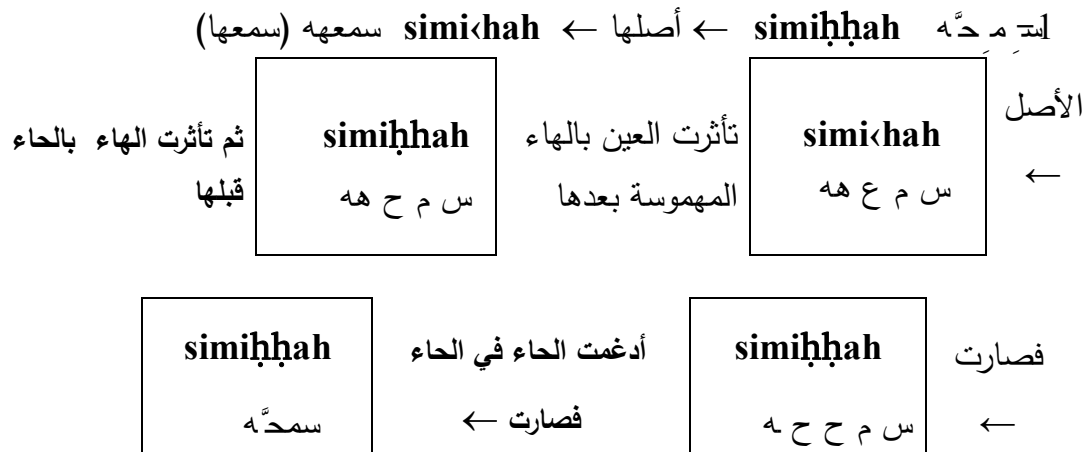 1ـ سِمِحَّه simiḥḥah ← أصلها ← simi‹hah سمعهه (سمعها)
الأصل ←
simi‹hah
س م ع هه
تأثرت العين بالهاء
المهموسة بعدها
simiḥhah
س م ح هه
ثم تأثرت الهاء بالحاء
قبلها
فصارت ←
simiḥḥah
س م ح ح ـه
أدغمت الحاء في الحاء
فصارت ←
simiḥḥah
سمحَّه